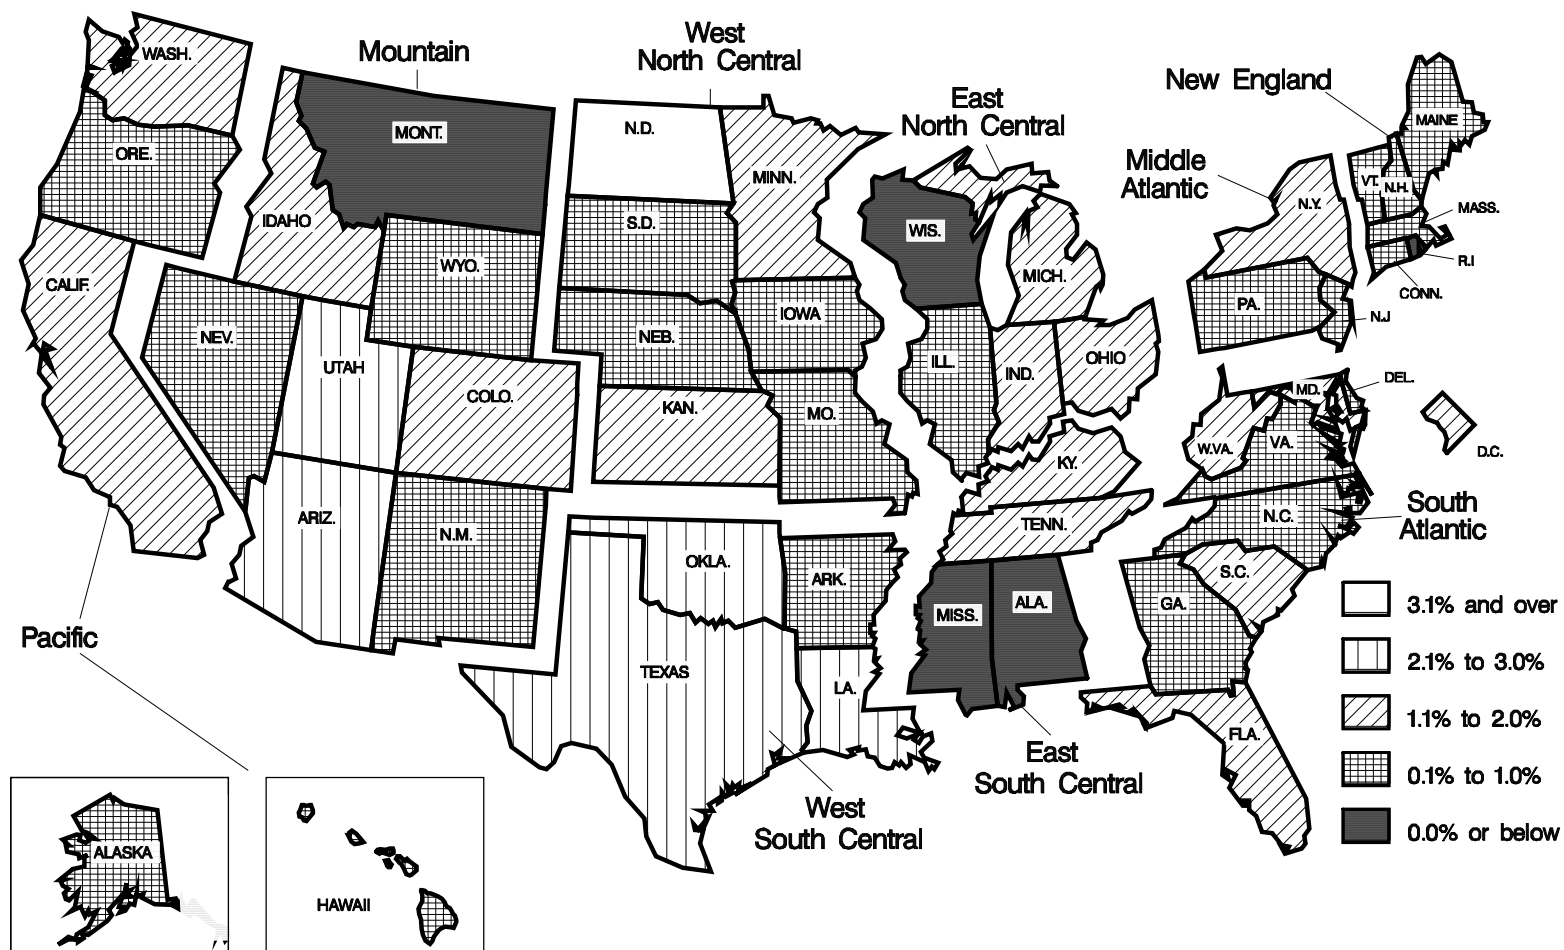 West
North Central
Mountain
East
North Central
New England
Middle
Atlantic
WASH.
MONT.
N.D.
MINN.
MAINE
ORE.
IDAHO
S.D.
WIS.
VT.
N.H.
N.Y.
MASS.
WYO.
MICH.
R.I
CALIF.
CONN.
NEV.
NEB.
IOWA
PA.
N.J
UTAH
COLO.
KAN.
MO.
ILL.
IND.
OHIO
MD.
DEL.
W.VA.
VA.
D.C.
KY.
ARIZ.
N.M.
TENN.
N.C.
South
Atlantic
OKLA.
ARK.
MISS.
ALA.
GA.
S.C.
Pacific
TEXAS
LA.
FLA.
East
South Central
West
South Central
ALASKA
HAWAII
3.1% and over
2.1% to 3.0%
1.1% to 2.0%
0.1% to 1.0%
0.0% or below